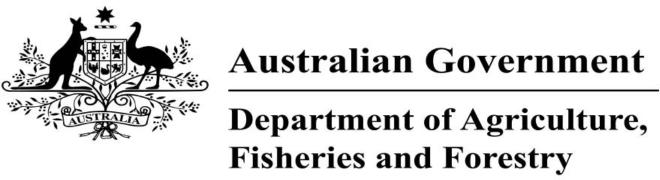 AUSTRALIA
Australian Government
Department of Agriculture,
Fisheries and Forestry